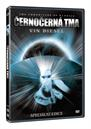 ČERNOČERNÁ TMA
VIN DIESEL
SPECIÁLNÍ EDICE